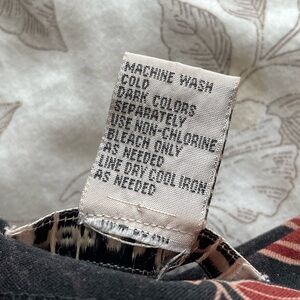 MACHINE WASH
COLD
DARK COLORS
SEPARATELY
USE NON-CHLORINE
BLEACH ONLY
AS NEEDED
LINE DRY COOL IRON
AS NEEDED